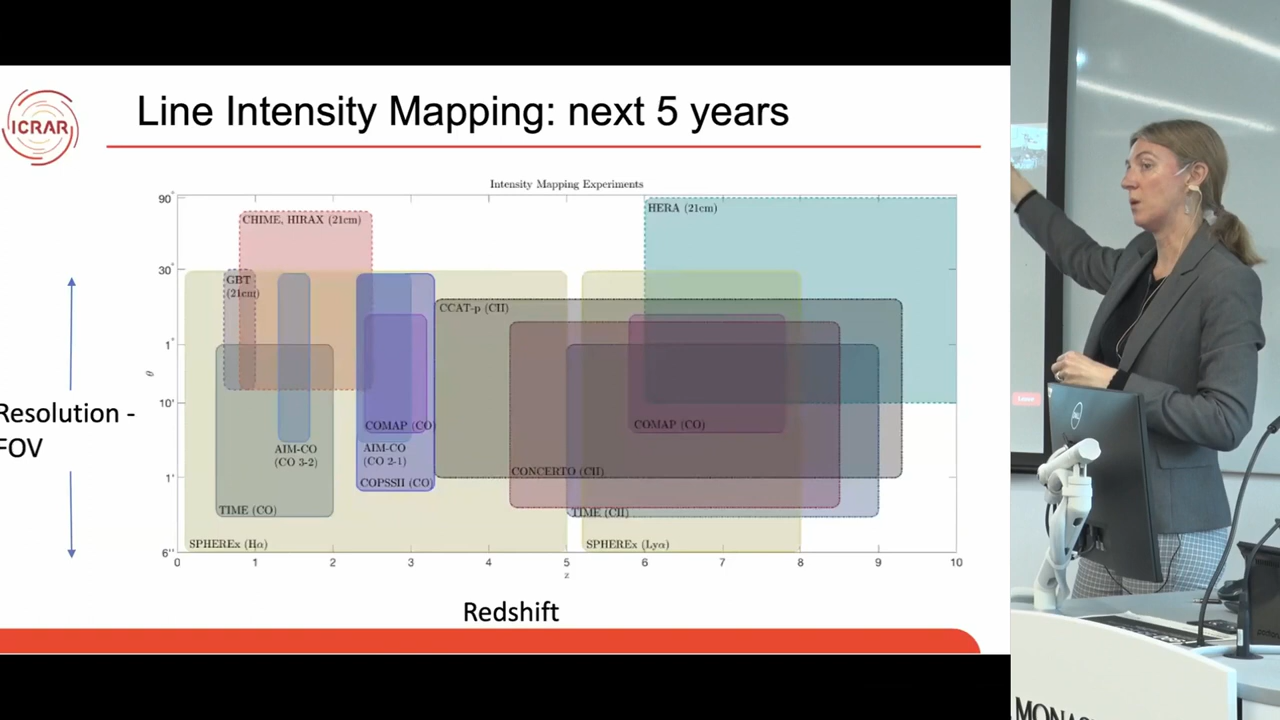 ICRAR
Line Intensity Mapping: next 5 years
Intensity Mapping Experiments
90°
30°
1°
10'
1'
6''
θ
CHIME, HIRAX (21cm)
HERA (21cm)
GBT
(21cm)
CCAT-p (CII)
COMAP (CO)
COMAP (CO)
AIM-CO
(CO 3-2)
AIM-CO
(CO 2-1)
CONCERTO (CII)
COPSSII (CO)
TIME (CO)
TIME (CII)
SPHEREx (Hα)
SPHEREx (Lyα)
0 1 2 3 4 5 6 7 8 9 10
z
Resolution -
FOV
Redshift
DELL